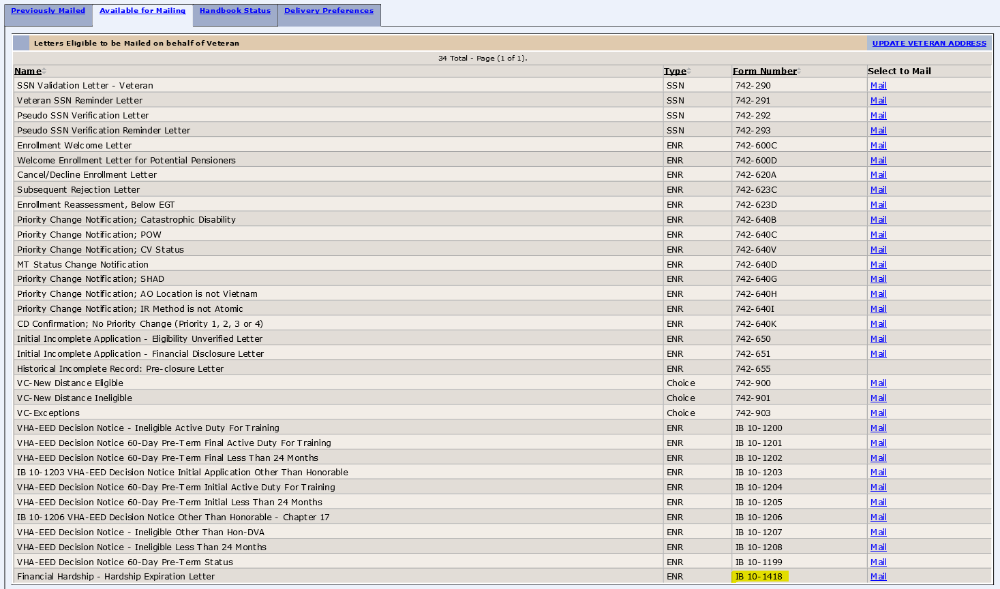 Previously Mailed Available for Mailing Handbook Status Delivery Preferences
Letters Eligible to be Mailed on behalf of Veteran UPDATE VETERAN ADDRESS
34 Total - Page (1 of 1).
Name Type Form Number Select to Mail
SSN Validation Letter - Veteran SSN 742-290 Mail
Veteran SSN Reminder Letter SSN 742-291 Mail
Pseudo SSN Verification Letter SSN 742-292 Mail
Pseudo SSN Verification Reminder Letter SSN 742-293 Mail
Enrollment Welcome Letter ENR 742-600C Mail
Welcome Enrollment Letter for Potential Pensioners ENR 742-600D Mail
Cancel/Decline Enrollment Letter ENR 742-620A Mail
Subsequent Rejection Letter ENR 742-623C Mail
Enrollment Reassessment, Below EGT ENR 742-623D Mail
Priority Change Notification; Catastrophic Disability ENR 742-640B Mail
Priority Change Notification; POW ENR 742-640C Mail
Priority Change Notification; CV Status ENR 742-640V Mail
MT Status Change Notification ENR 742-640D Mail
Priority Change Notification; SHAD ENR 742-640G Mail
Priority Change Notification; AO Location is not Vietnam ENR 742-640H Mail
Priority Change Notification; IR Method is not Atomic ENR 742-640I Mail
CD Confirmation; No Priority Change (Priority 1, 2, 3 or 4) ENR 742-640K Mail
Initial Incomplete Application - Eligibility Unverified Letter ENR 742-650 Mail
Initial Incomplete Application - Financial Disclosure Letter ENR 742-651 Mail
Historical Incomplete Record: Pre-closure Letter ENR 742-655
VC-New Distance Eligible Choice 742-900 Mail
VC-New Distance Ineligible Choice 742-901 Mail
VC-Exceptions Choice 742-903 Mail
VHA-EED Decision Notice - Ineligible Active Duty For Training ENR IB 10-1200 Mail
VHA-EED Decision Notice 60-Day Pre-Term Final Active Duty For Training ENR IB 10-1201 Mail
VHA-EED Decision Notice 60-Day Pre-Term Final Less Than 24 Months ENR IB 10-1202 Mail
IB 10-1203 VHA-EED Decision Notice Initial Application Other Than Honorable ENR IB 10-1203 Mail
VHA-EED Decision Notice 60-Day Pre-Term Initial Active Duty For Training ENR IB 10-1204 Mail
VHA-EED Decision Notice 60-Day Pre-Term Initial Less Than 24 Months ENR IB 10-1205 Mail
IB 10-1206 VHA-EED Decision Notice Other Than Honorable - Chapter 17 ENR IB 10-1206 Mail
VHA-EED Decision Notice - Ineligible Other Than Hon-DVA ENR IB 10-1207 Mail
VHA-EED Decision Notice - Ineligible Less Than 24 Months ENR IB 10-1208 Mail
VHA-EED Decision Notice 60-Day Pre-Term Status ENR IB 10-1199 Mail
Financial Hardship - Hardship Expiration Letter ENR IB 10-1418 Mail